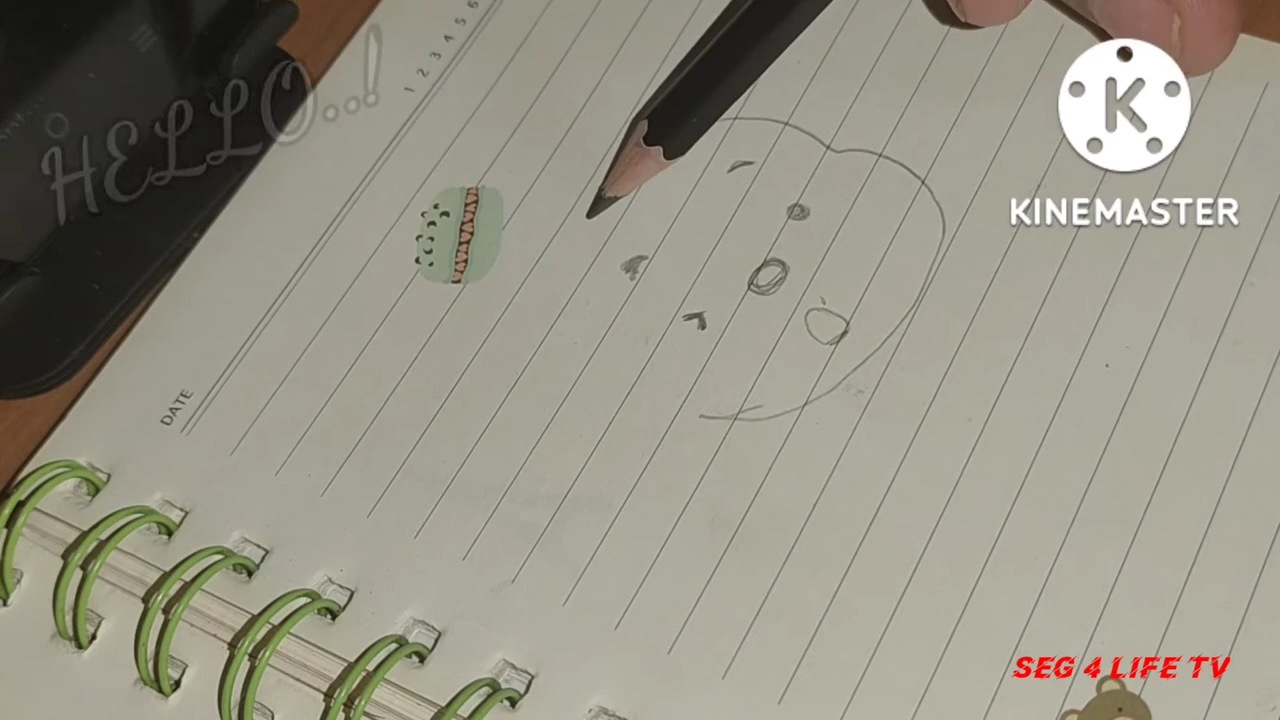 HELLO..!
1 2 3 4 5 6
K
KINEMASTER
DATE
SEG 4 LIFE TV